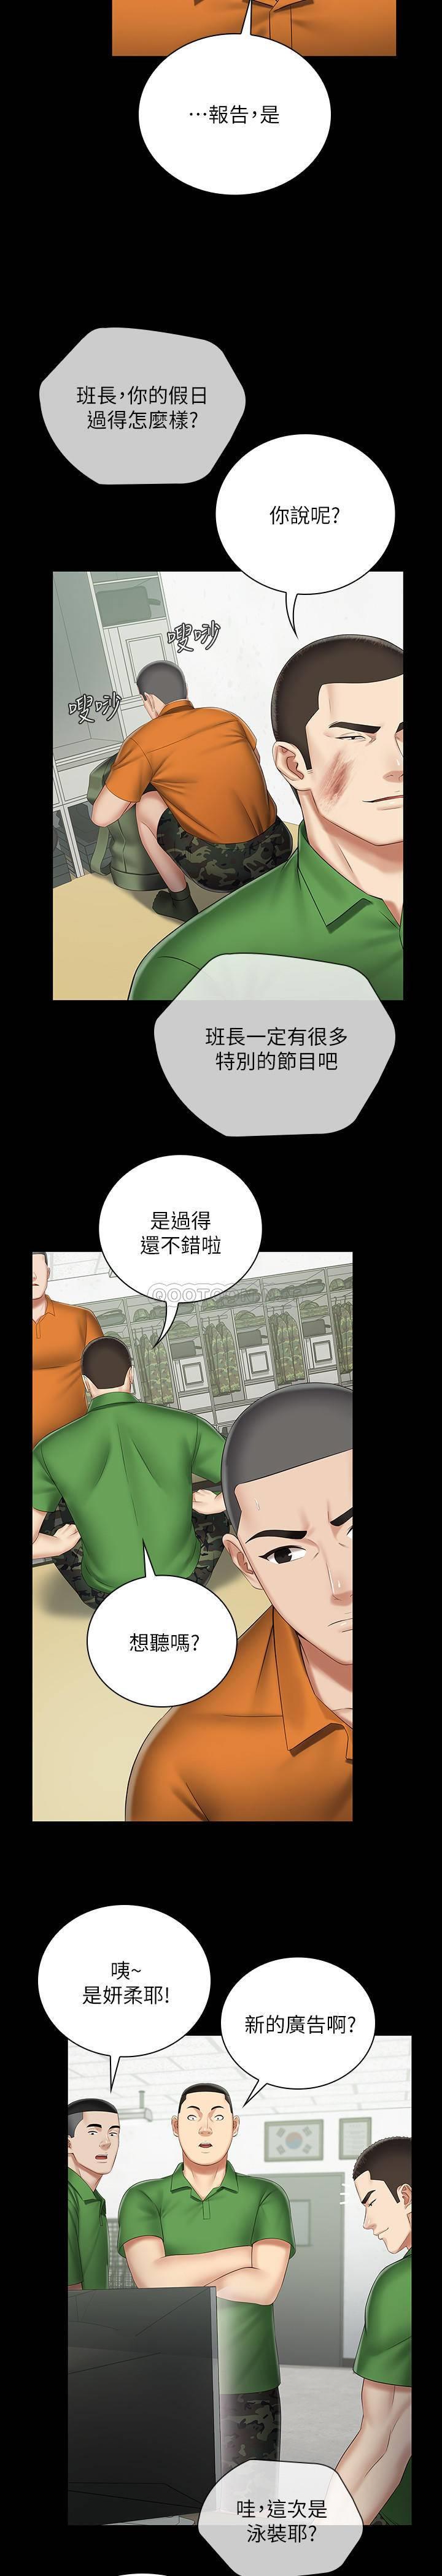 …報告，是
班長，你的假日
過得怎麼樣?
你說呢?
嗖唦
嗖唦
班長一定有很多
特別的節目吧
是過得
還不錯啦
想聽嗎?
咦~
是妍柔耶!
新的廣告啊?
哇，這次是
泳裝耶?